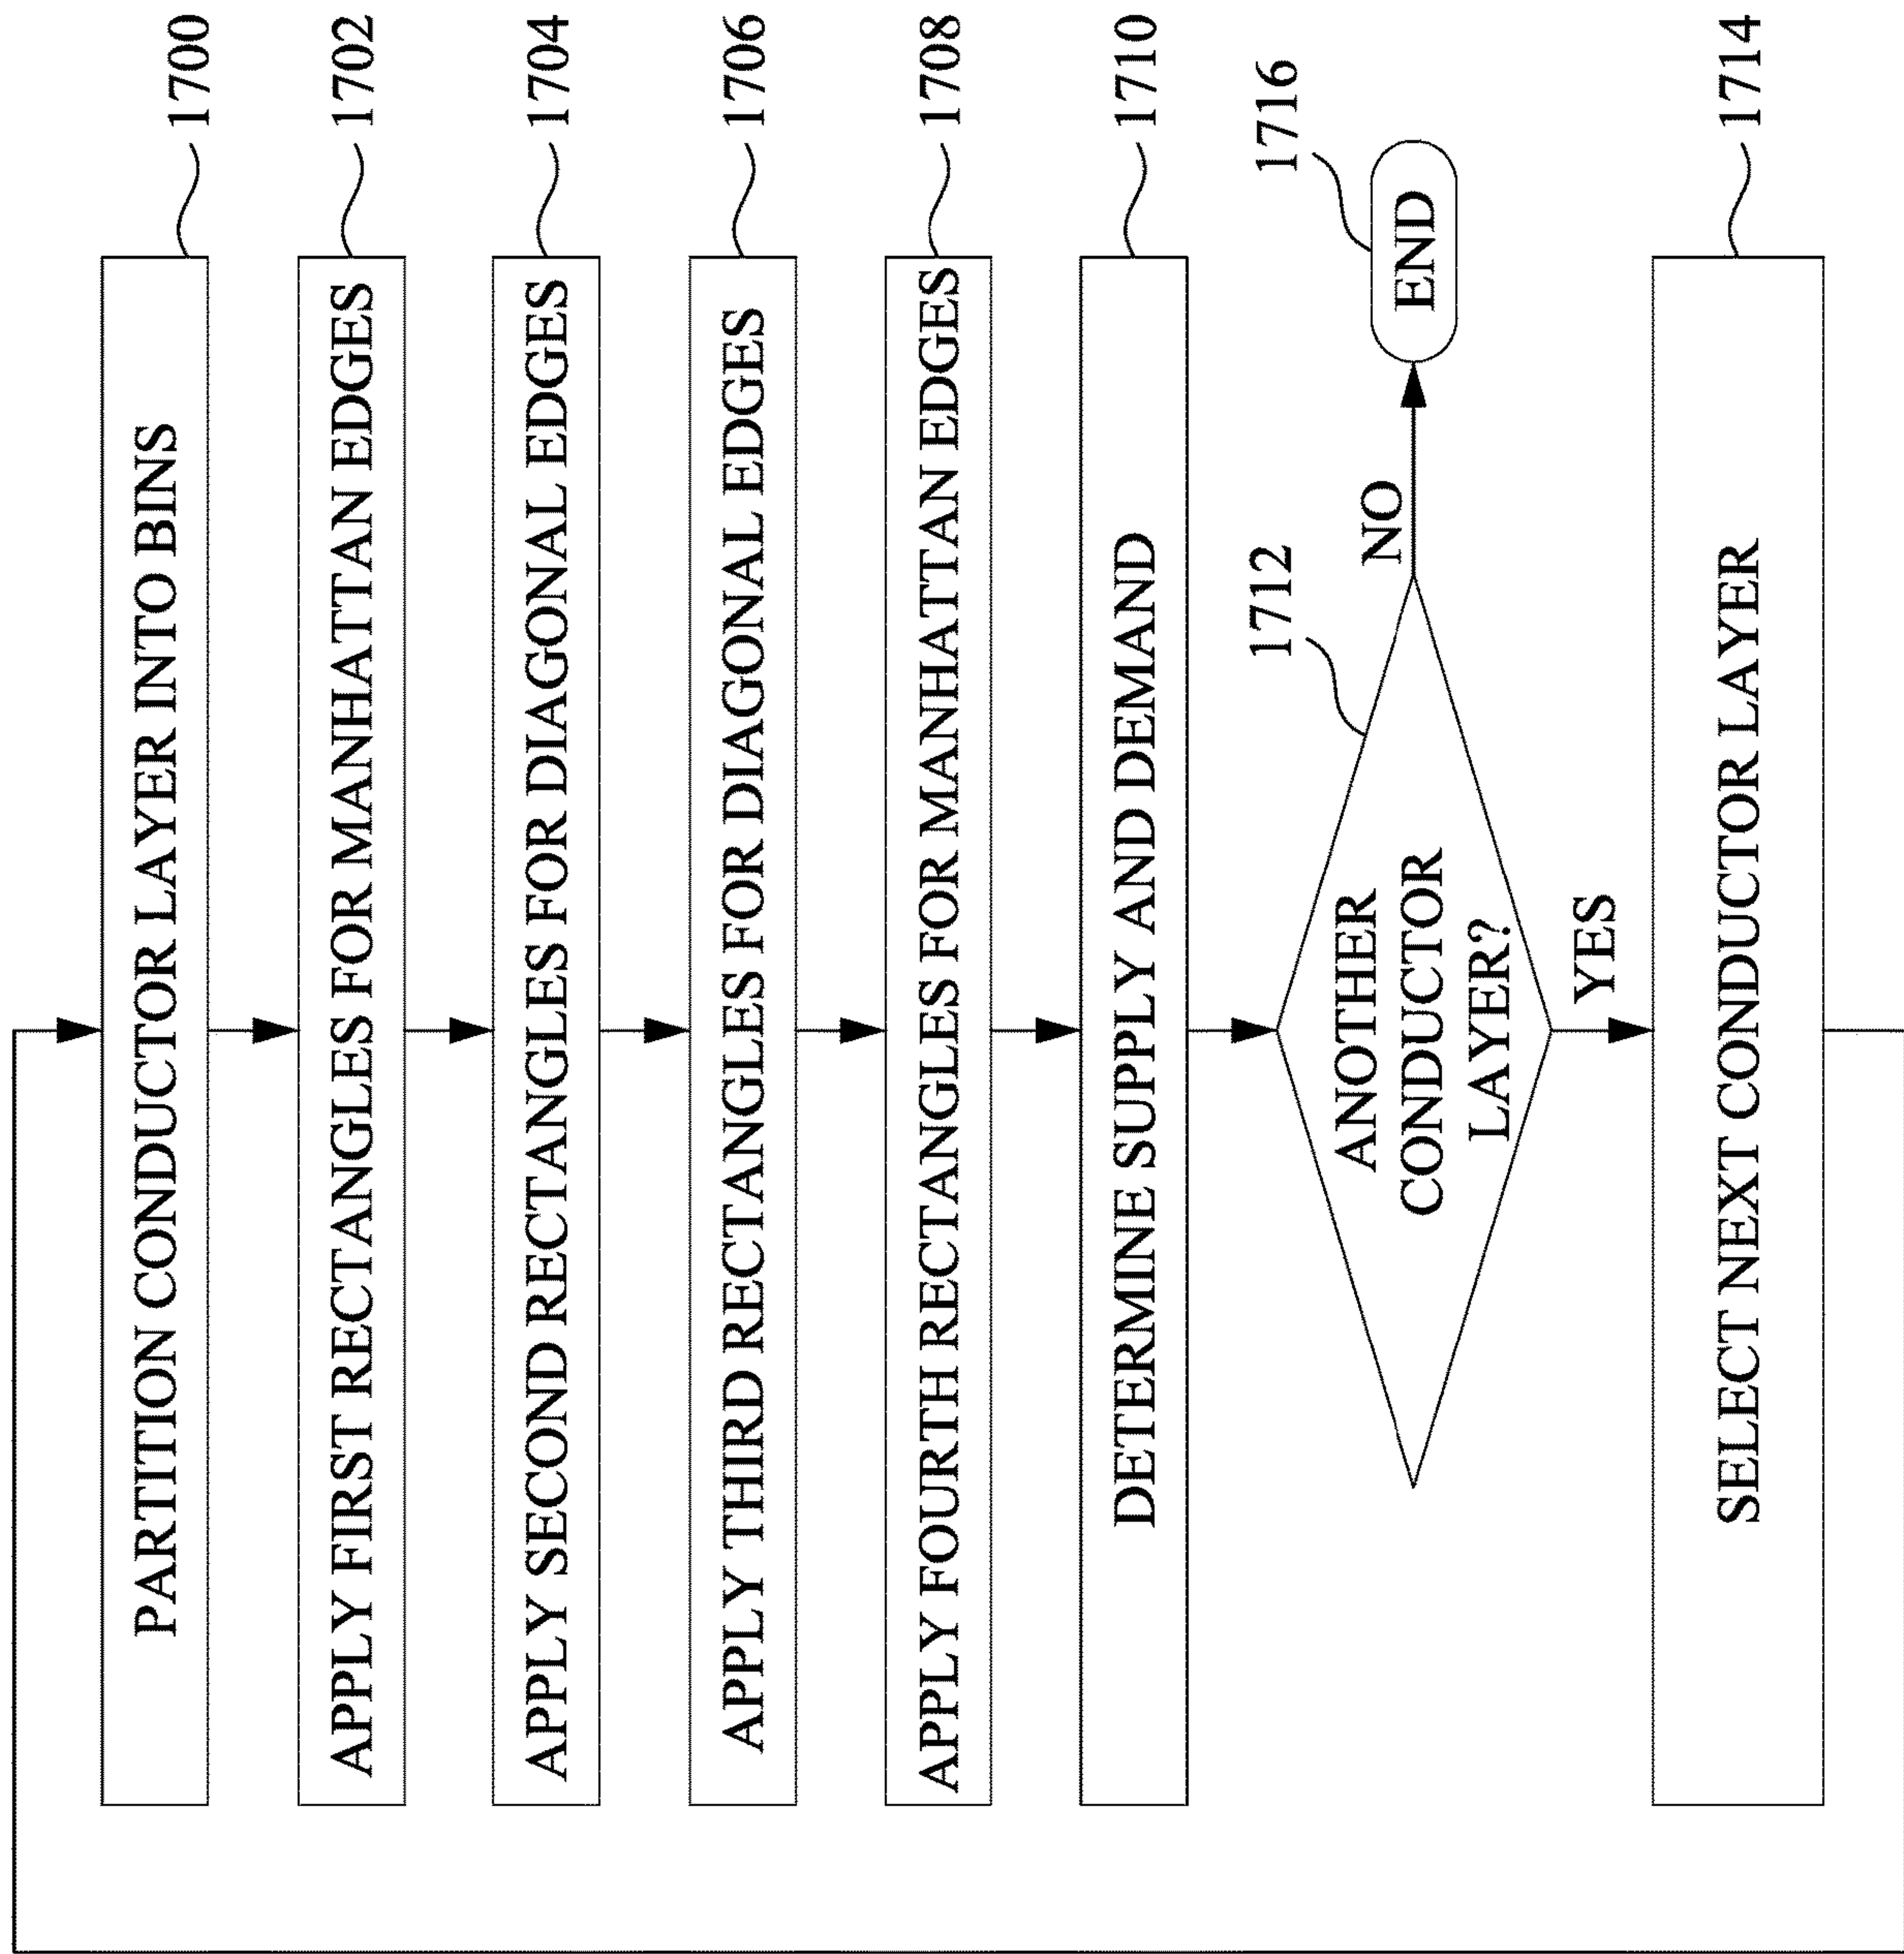 PARTITION CONDUCTOR LAYER INTO BINS
1700
APPLY FIRST RECTANGLES FOR MANHATTAN EDGES
1702
APPLY SECOND RECTANGLES FOR DIAGONAL EDGES
1704
APPLY THIRD RECTANGLES FOR DIAGONAL EDGES
1706
APPLY FOURTH RECTANGLES FOR MANHATTAN EDGES
1708
DETERMINE SUPPLY AND DEMAND
1710
1712
ANOTHER
CONDUCTOR
LAYER?
NO
1716
END
YES
SELECT NEXT CONDUCTOR LAYER
1714